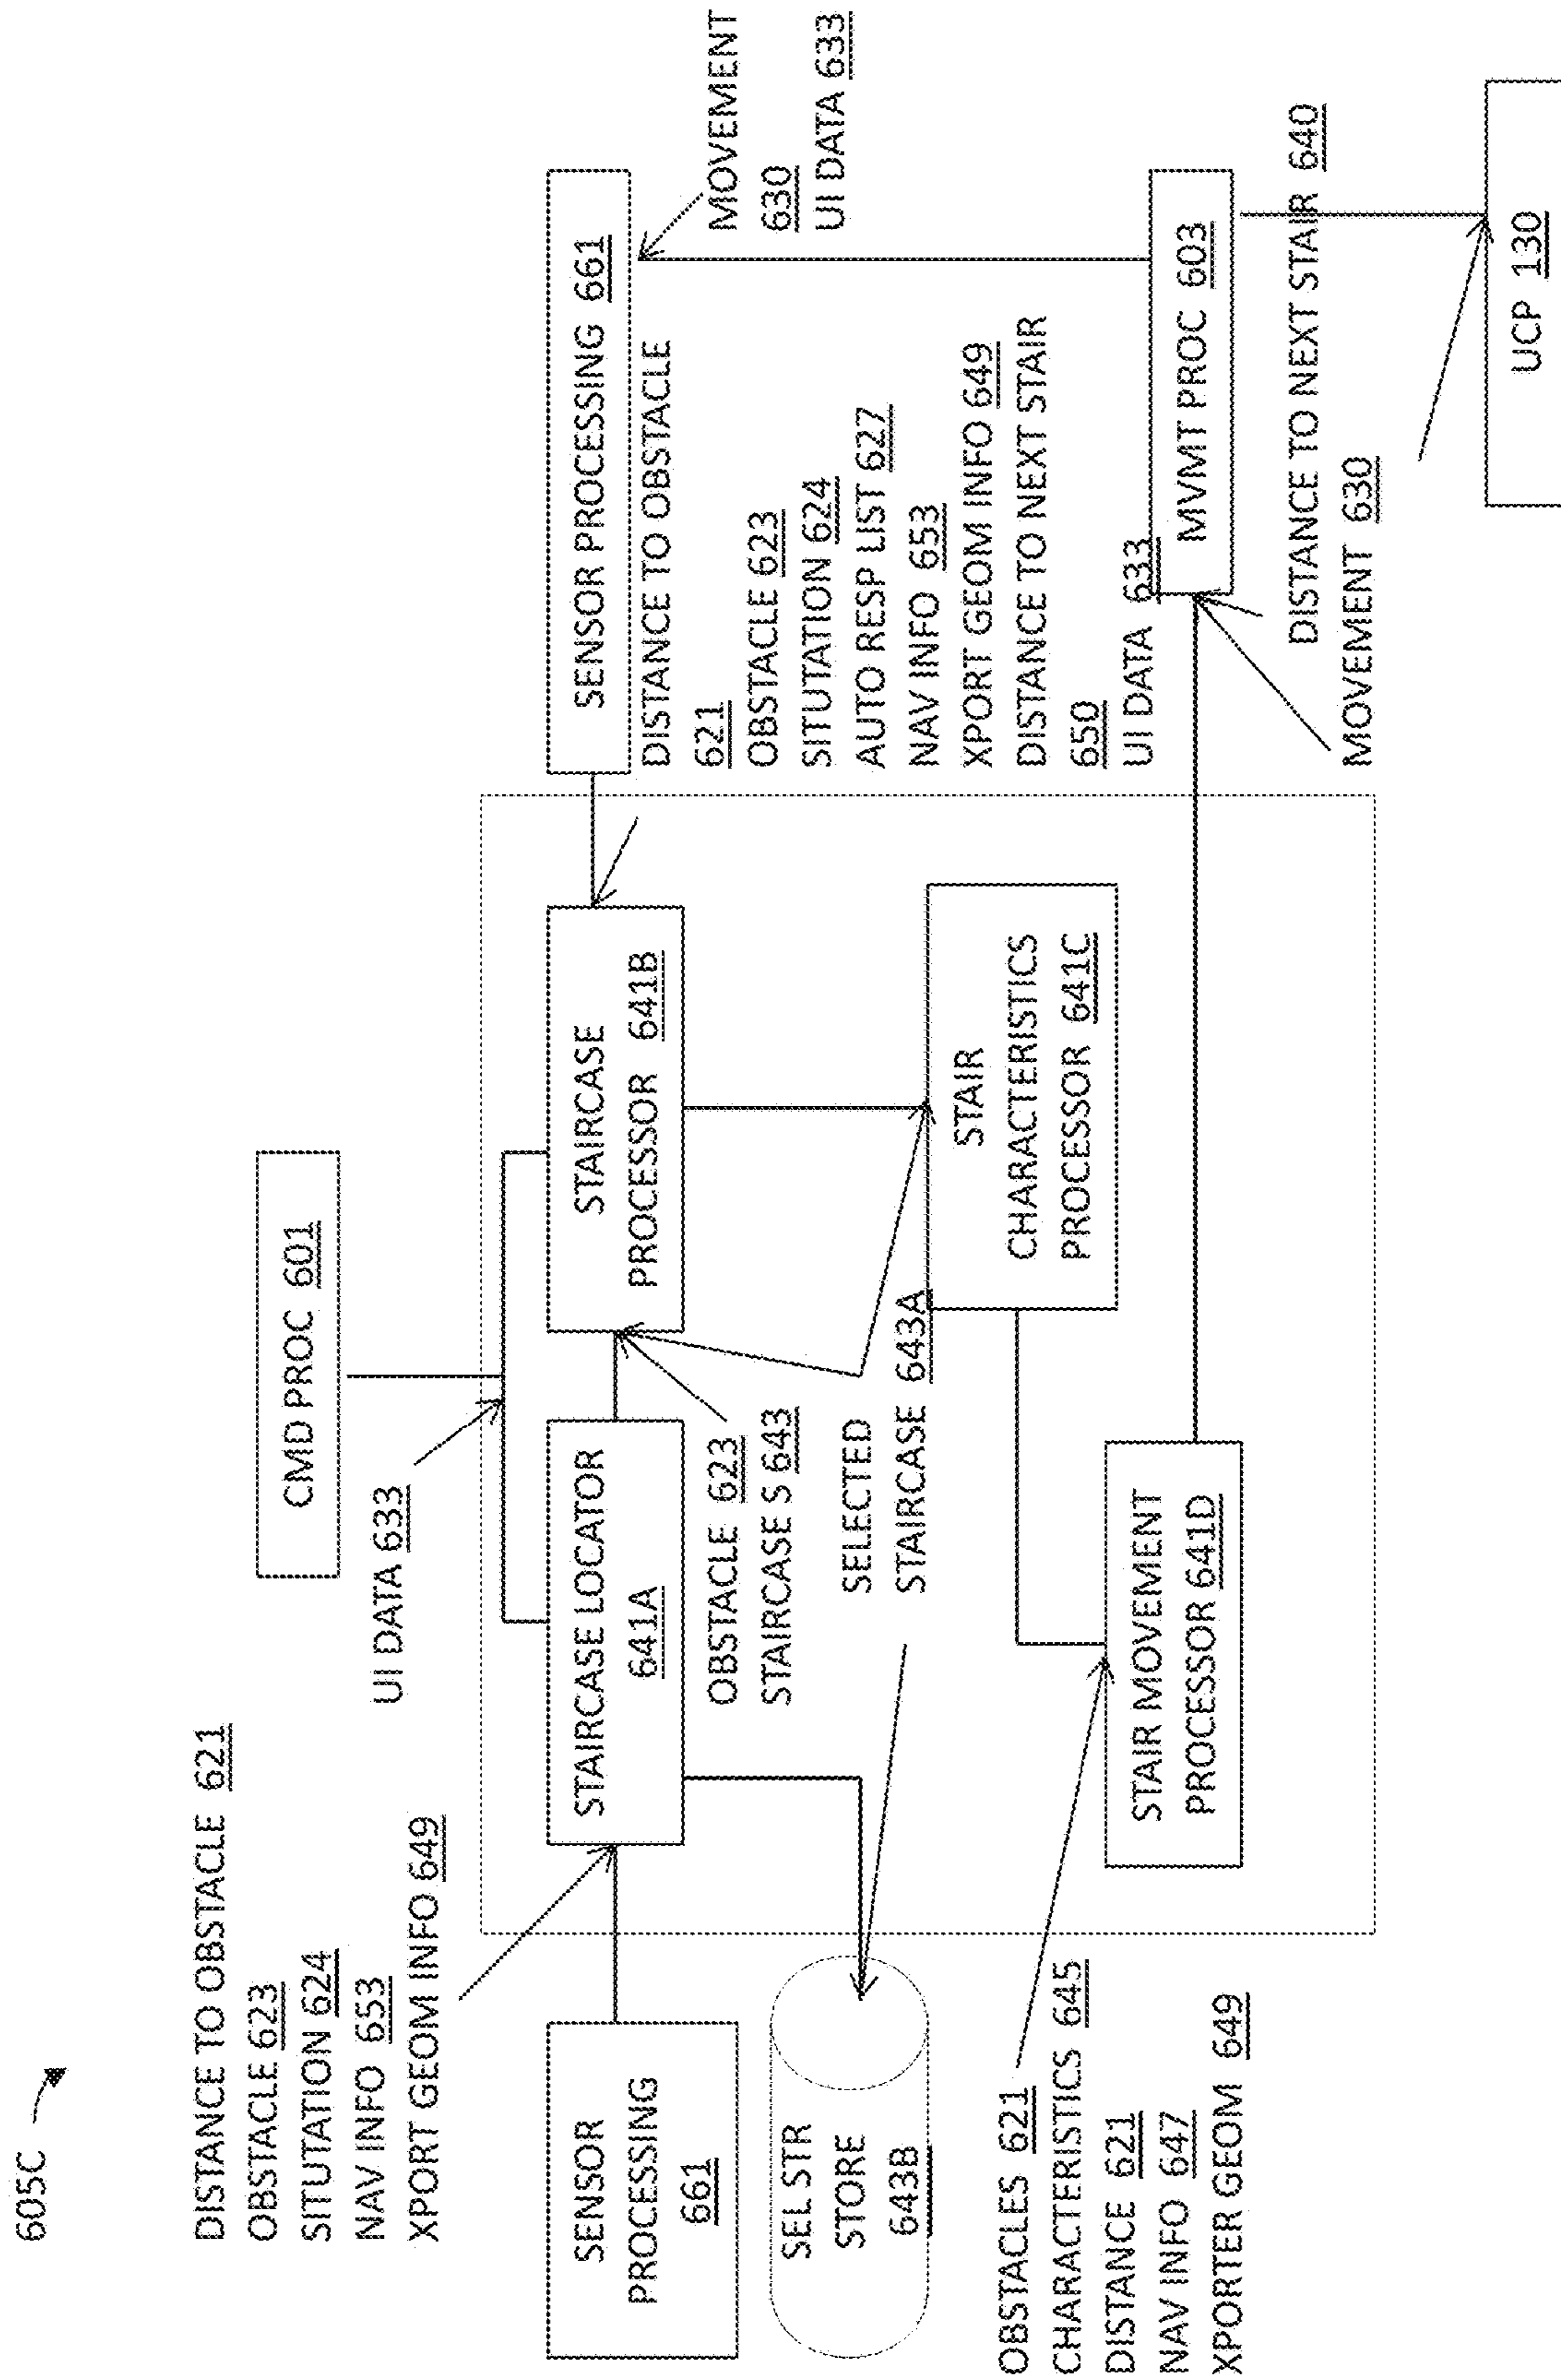 605C
DISTANCE TO OBSTACLE 621
OBSTACLE 623
SITUTATION 624
NAV INFO 653
XPORT GEOM INFO 649
UI DATA 633
CMD PROC 601
SENSOR
PROCESSING
661
STAIRCASE LOCATOR
641A
STAIRCASE
PROCESSOR 641B
SENSOR PROCESSING 661
DISTANCE TO OBSTACLE
621
OBSTACLE 623
SITUTATION 624
AUTO RESP LIST 627
NAV INFO 653
XPORT GEOM INFO 649
DISTANCE TO NEXT STAIR
650
UI DATA 633
MOVEMENT
630
UI DATA 633
OBSTACLE 623
STAIRCASE S 643
SEL STR
STORE
643B
SELECTED
STAIRCASE 643A
STAIR
CHARACTERISTICS
PROCESSOR 641C
OBSTACLES 621
CHARACTERISTICS 645
DISTANCE 621
NAV INFO 647
XPORTER GEOM 649
STAIR MOVEMENT
PROCESSOR 641D
MVMT PROC 603
DISTANCE TO NEXT STAIR 640
MOVEMENT 630
UCP 130